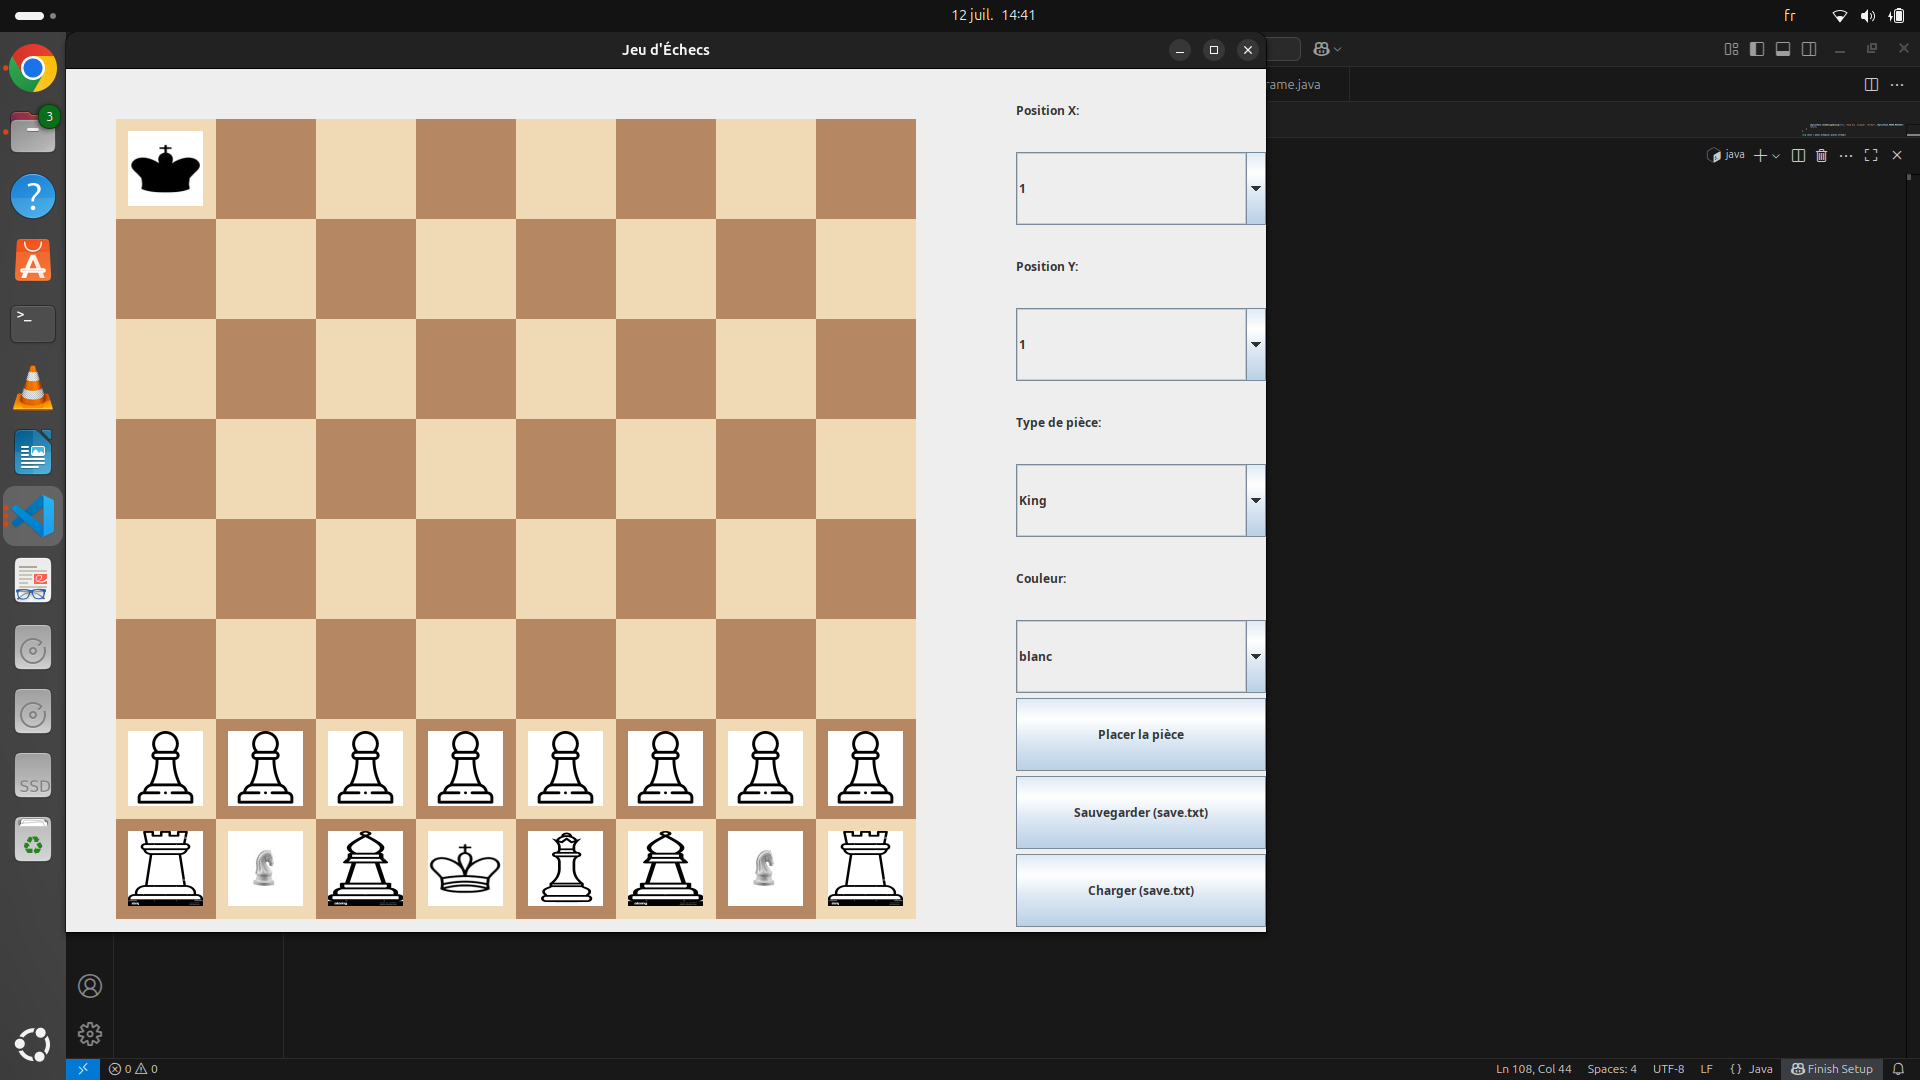 12 juil. 14:41
fr
Jeu d'Échecs
rame.java
3
java
Position X:
1
Position Y:
1
Type de pièce:
King
Couleur:
blanc
Placer la pièce
Sauvegarder (save.txt)
Charger (save.txt)
>_
SSD
0 0
Ln 108, Col 44
Spaces: 4
UTF-8
LF
{ } Java
Finish Setup